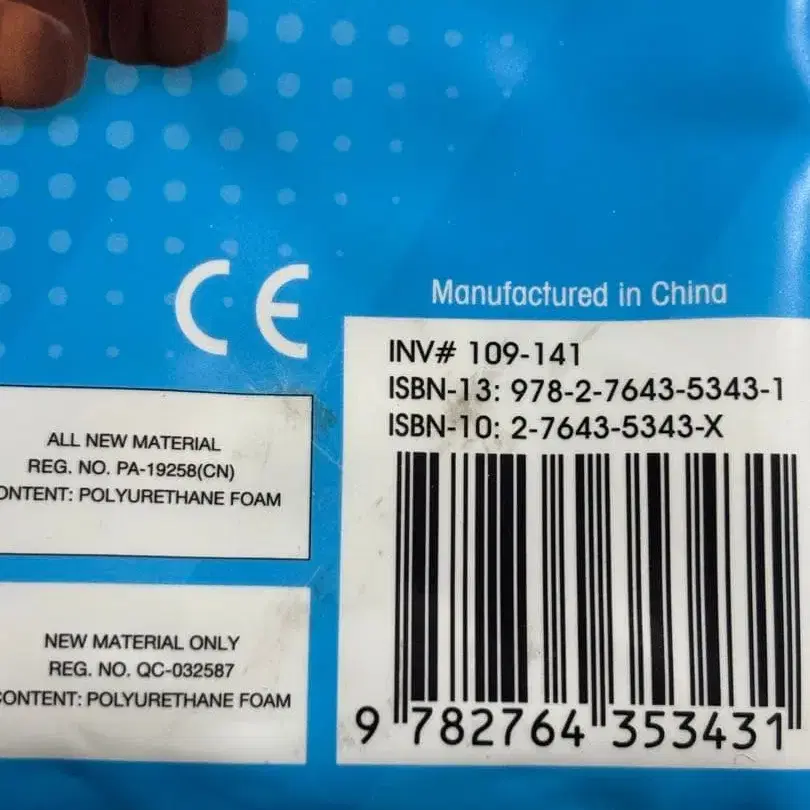 CE
Manufactured in China
INV# 109-141
ISBN-13: 978-2-7643-5343-1
ISBN-10: 2-7643-5343-X
9 782764 353431
ALL NEW MATERIAL
REG. NO. PA-19258(CN)
ONTENT: POLYURETHANE FOAM
NEW MATERIAL ONLY
REG. NO. QC-032587
CONTENT: POLYURETHANE FOAM